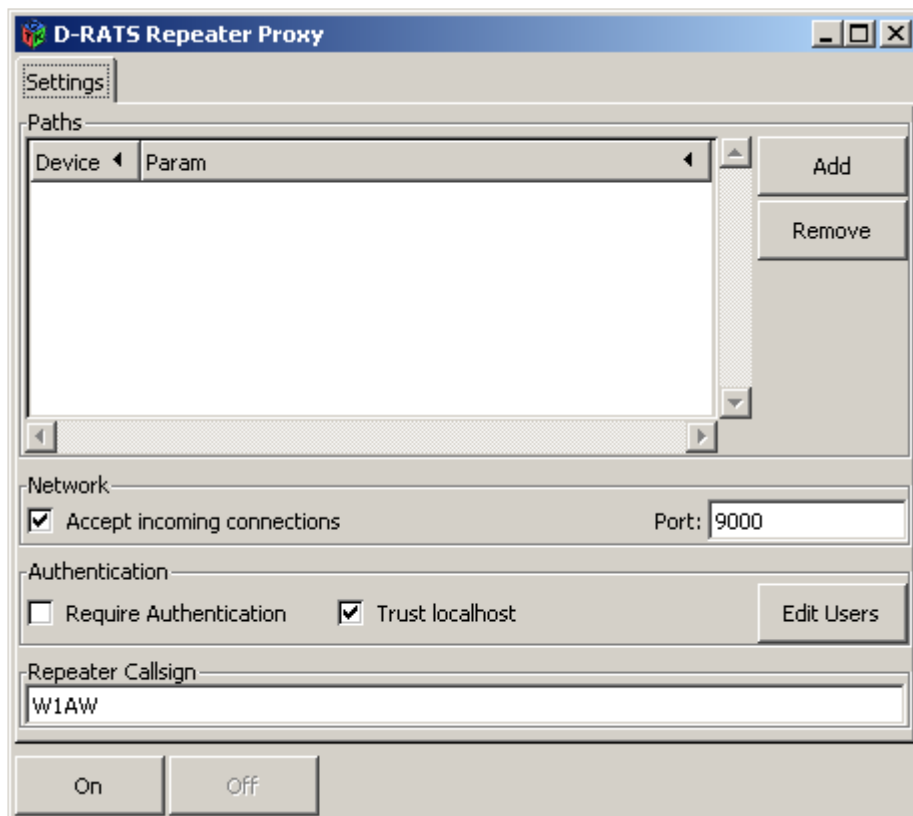 D-RATS Repeater Proxy
Settings
Paths
Device Param
Add
Remove
Network
Accept incoming connections Port: 9000
Authentication
Require Authentication Trust localhost Edit Users
Repeater Callsign
W1AW
On Off